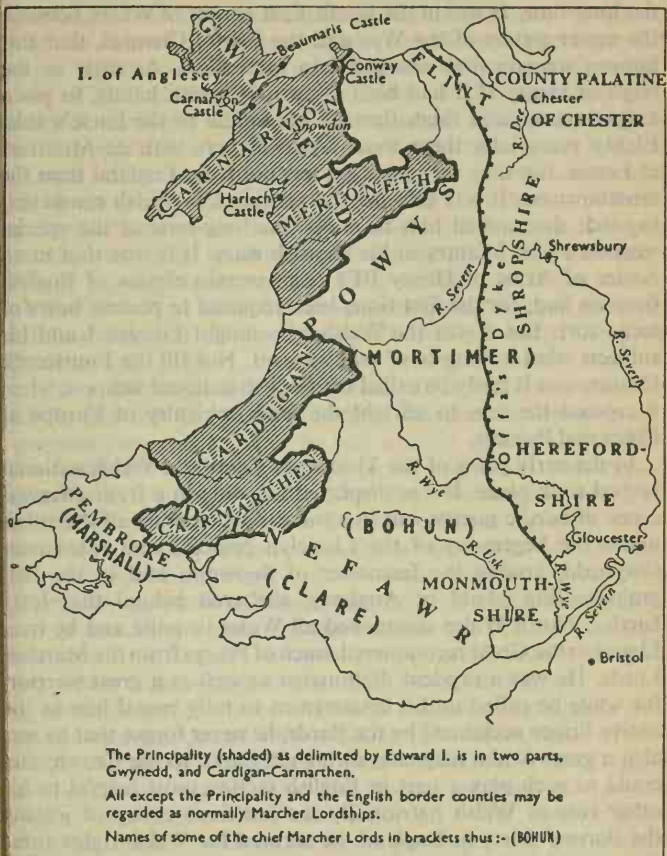 GWYNEDD
Beaumaris Castle
I. of Anglesey
Conway
Castle
FLINT
COUNTY PALATINE
Chester
OF CHESTER
Carnarvon
Castle
Snowdon
CARNARVON
R. Dee
Harlech
Castle
MERIONETH
POWYS
Shrewsbury
SHROPSHIRE
Offa's Dyke
R. Severn
R. Severn
(MORTIMER)
CARDIGAN
R. Wye
HEREFORD-
SHIRE
CARMARTHEN
PEMBROKE
(MARSHALL)
DINEFAWR
(BOHUN)
(CLARE)
R. Usk
Gloucester
MONMOUTH-
SHIRE
R. Wye
R. Severn
Bristol
The Principality (shaded) as delimited by Edward I. is in two parts,
Gwynedd, and Cardigan-Carmarthen.
All except the Principality and the English border counties may be
regarded as normally Marcher Lordships.
Names of some of the chief Marcher Lords in brackets thus :- (BOHUN)